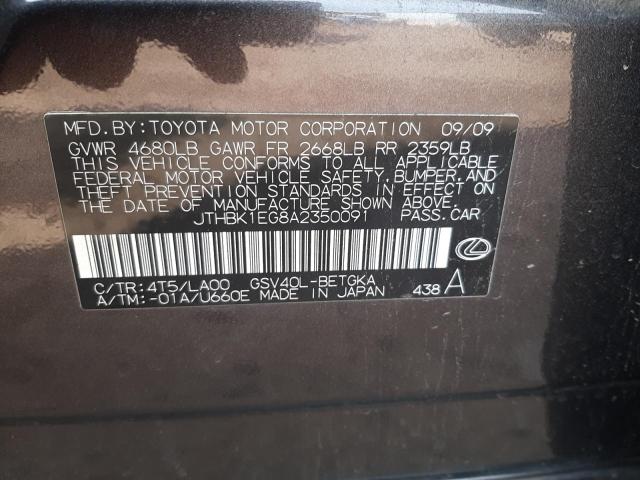 MFD.BY:TOYOTA MOTOR CORPORATION 09/09
GVWR 4680LB GAWR FR 2668LB RR 2359LB
THIS VEHICLE CONFORMS TO ALL APPLICABLE
FEDERAL MOTOR VEHICLE SAFETY,BUMPER,AND
THEFT PREVENTION STANDARDS IN EFFECT ON
THE DATE OF MANUFACTURE SHOWN ABOVE.
JTHBK1EG8A2350091 PASS.CAR
C/TR:4T5/LA00 GSV40L-BETGKA
A/TM:-01A/U660E MADE IN JAPAN 438 A